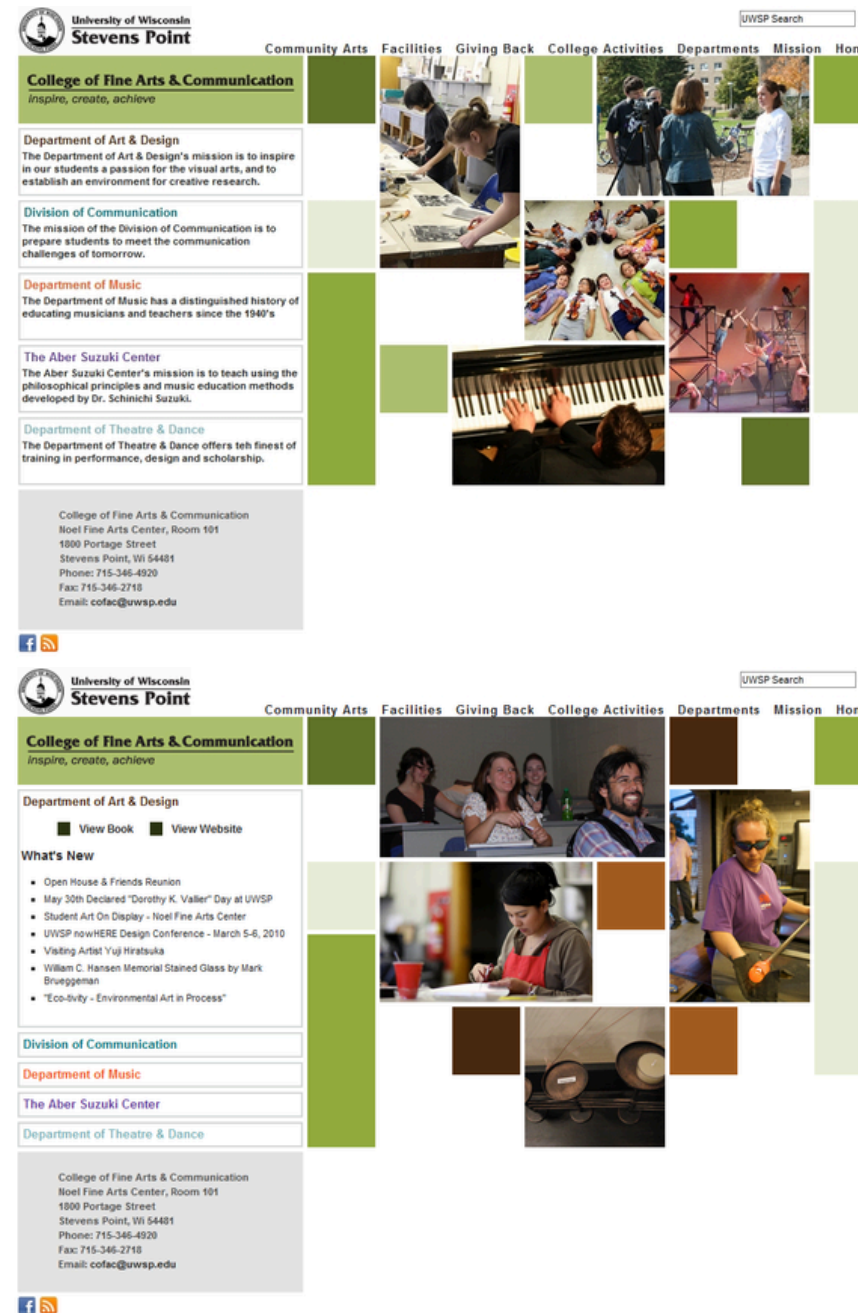 University of Wisconsin
Stevens Point
UWSP Search
Community Arts Facilities Giving Back College Activities Departments Mission Hom
College of Fine Arts & Communication
inspire, create, achieve
Department of Art & Design
The Department of Art & Design's mission is to inspire
in our students a passion for the visual arts, and to
establish an environment for creative research.
Division of Communication
The mission of the Division of Communication is to
prepare students to meet the communication
challenges of tomorrow.
Department of Music
The Department of Music has a distinguished history of
educating musicians and teachers since the 1940's
The Aber Suzuki Center
The Aber Suzuki Center's mission is to teach using the
philosophical principles and music education methods
developed by Dr. Schinichi Suzuki.
Department of Theatre & Dance
The Department of Theatre & Dance offers teh finest of
training in performance, design and scholarship.
College of Fine Arts & Communication
Noel Fine Arts Center, Room 101
1800 Portage Street
Stevens Point, Wi 54481
Phone: 715-346-4920
Fax: 715-346-2718
Email: cofac@uwsp.edu
University of Wisconsin
Stevens Point
UWSP Search
Community Arts Facilities Giving Back College Activities Departments Mission Hom
College of Fine Arts & Communication
inspire, create, achieve
Department of Art & Design
View Book View Website
What's New
Open House & Friends Reunion
May 30th Declared "Dorothy K. Vallier" Day at UWSP
Student Art On Display - Noel Fine Arts Center
UWSP nowHERE Design Conference - March 5-6, 2010
Visiting Artist Yuji Hiratsuka
William C. Hansen Memorial Stained Glass by Mark
Brueggeman
"Eco-tivity - Environmental Art in Process"
Division of Communication
Department of Music
The Aber Suzuki Center
Department of Theatre & Dance
College of Fine Arts & Communication
Noel Fine Arts Center, Room 101
1800 Portage Street
Stevens Point, Wi 54481
Phone: 715-346-4920
Fax: 715-346-2718
Email: cofac@uwsp.edu